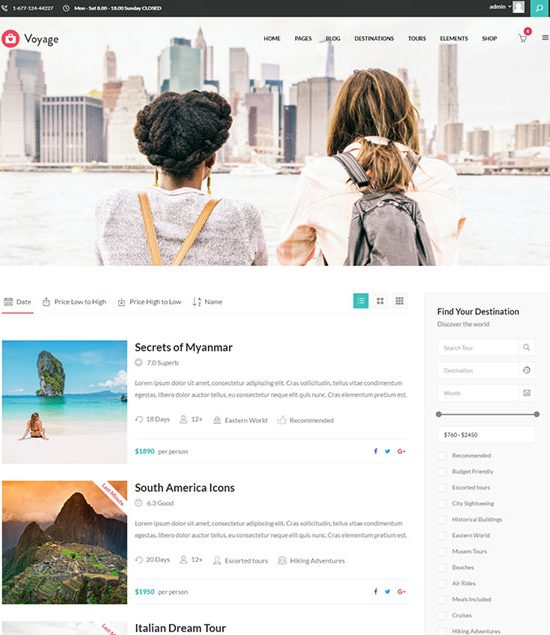 1-677-124-44227 Mon - Sat 8.00 - 18.00 Sunday CLOSED admin
Voyage HOME PAGES BLOG DESTINATIONS TOURS ELEMENTS SHOP 4
Date Price Low to High Price High to Low Name
Secrets of Myanmar
7.0 Superb
Lorem ipsum dolor sit amet, consectetur adipiscing elit. Cras sollicitudin, tellus vitae condimentum
egestas, libero dolor auctor tellus, eu consectetur neque elit quis nunc. Cras elementum pretium est.
18 Days 12+ Eastern World Recommended
$1890 per person
Last Minute
South America Icons
6.3 Good
Lorem ipsum dolor sit amet, consectetur adipiscing elit. Cras sollicitudin, tellus vitae condimentum
egestas, libero dolor auctor tellus, eu consectetur neque elit quis nunc. Cras elementum pretium est.
20 Days 12+ Escorted tours Hiking Adventures
$1950 per person
Last Minute
Italian Dream Tour
Find Your Destination
Discover the world
Search Tour
Destination
Month
$760 - $2450
Recommended
Budget Friendly
Escorted tours
City Sightseeing
Historical Buildings
Eastern World
Musem Tours
Beaches
Air Rides
Meals Included
Cruises
Hiking Adventures